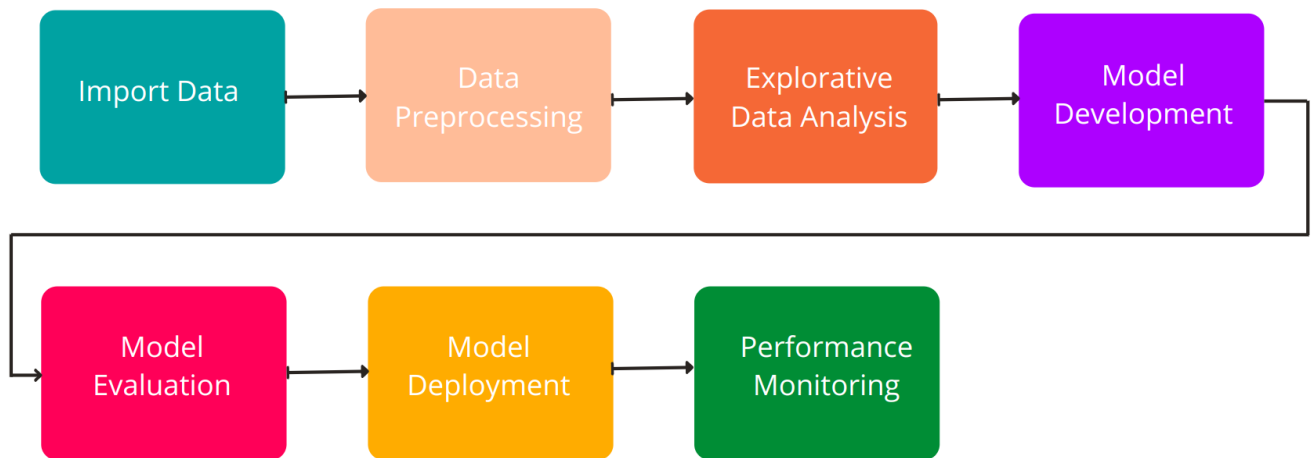 Import Data
Data
Preprocessing
Explorative
Data Analysis
Model
Development
Model
Evaluation
Model
Deployment
Performance
Monitoring